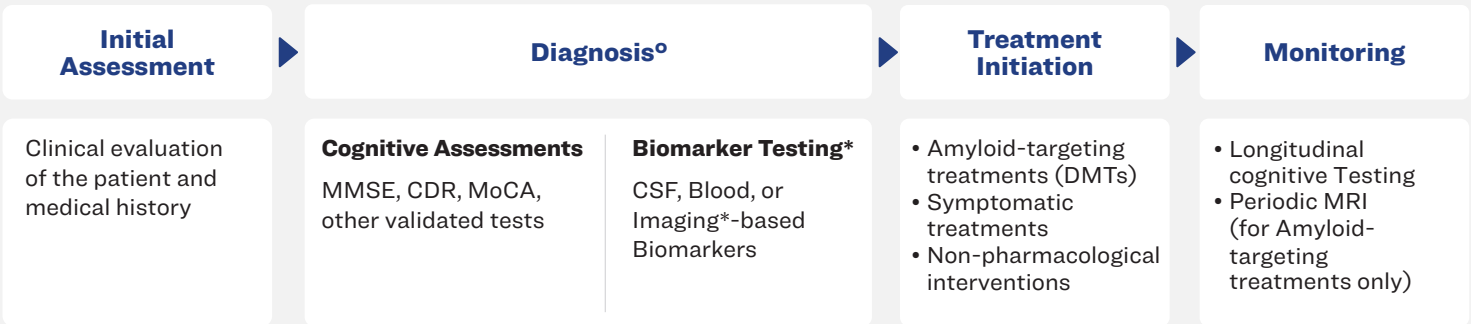 Initial
Assessment
Diagnosisº
Treatment
Initiation
Monitoring
Clinical evaluation
of the patient and
medical history
Cognitive Assessments
MMSE, CDR, MoCA,
other validated tests
Biomarker Testing*
CSF, Blood, or
Imaging*-based
Biomarkers
• Amyloid-targeting
treatments (DMTs)
• Symptomatic
treatments
• Non-pharmacological
interventions
• Longitudinal
cognitive Testing
• Periodic MRI
(for Amyloid-
targeting
treatments only)